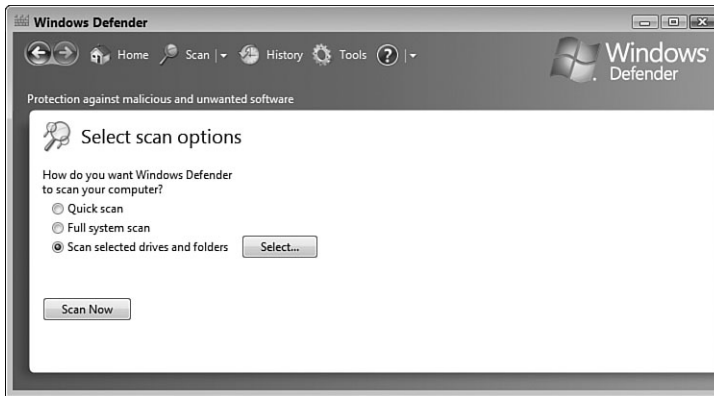 Windows Defender
Home Scan History Tools ?
Windows
Defender
Protection against malicious and unwanted software
Select scan options
How do you want Windows Defender
to scan your computer?
Quick scan
Full system scan
Scan selected drives and folders Select...
Scan Now